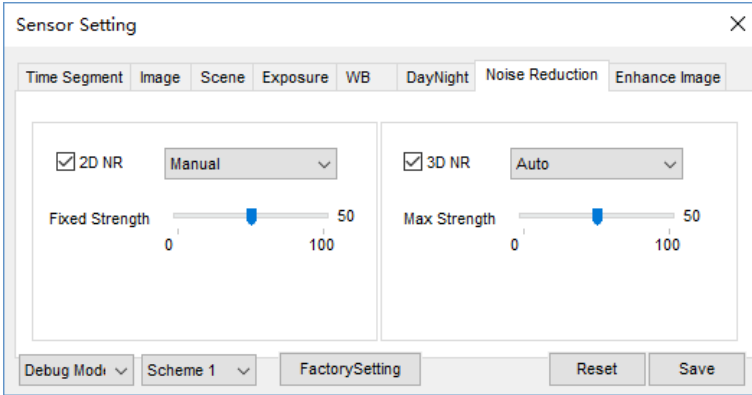 Sensor Setting
Time Segment Image Scene Exposure WB DayNight Noise Reduction Enhance Image
2D NR Manual 3D NR Auto
Fixed Strength 50 Max Strength 50
0 100 0 100
Debug Mode Scheme 1 FactorySetting Reset Save